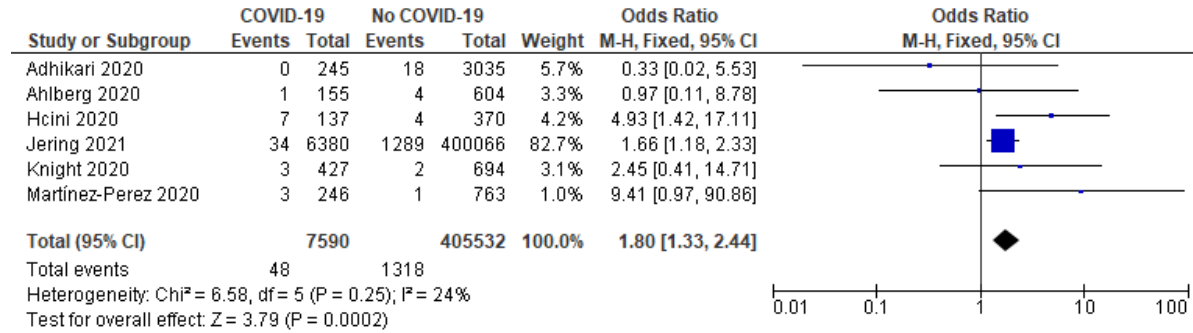 COVID-19 No COVID-19 Odds Ratio Odds Ratio
Study or Subgroup Events Total Events Total Weight M-H, Fixed, 95% CI M-H, Fixed, 95% CI
Adhikari 2020 0 245 18 3035 5.7% 0.33 [0.02, 5.53]
Ahlberg 2020 1 155 4 604 3.3% 0.97 [0.11, 8.78]
Hcini 2020 7 137 4 370 4.2% 4.93 [1.42, 17.11]
Jering 2021 34 6380 1289 400066 82.7% 1.66 [1.18, 2.33]
Knight 2020 3 427 2 694 3.1% 2.45 [0.41, 14.71]
Martínez-Perez 2020 3 246 1 763 1.0% 9.41 [0.97, 90.86]
Total (95% CI) 7590 405532 100.0% 1.80 [1.33, 2.44]
Total events 48 1318
Heterogeneity: Chi² = 6.58, df = 5 (P = 0.25); I² = 24%
Test for overall effect: Z = 3.79 (P = 0.0002)
0.01 0.1 1 10 100